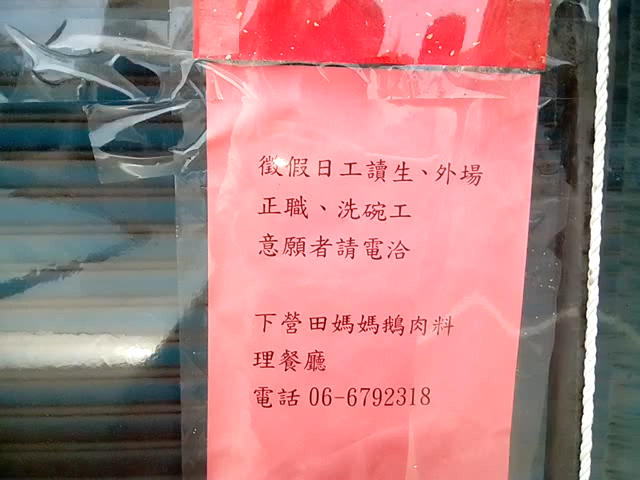 徵假日工讀生、外場
正職、洗碗工
意願者請電洽
下營田媽媽鵝肉料
理餐廳
電話 06-6792318